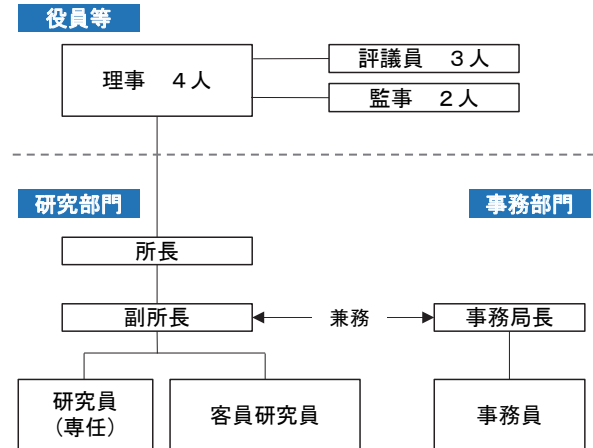 役員等
理事　４人
評議員　３人
監事　２人
研究部門
事務部門
所長
副所長
兼務
事務局長
研究員
（専任）
客員研究員
事務員